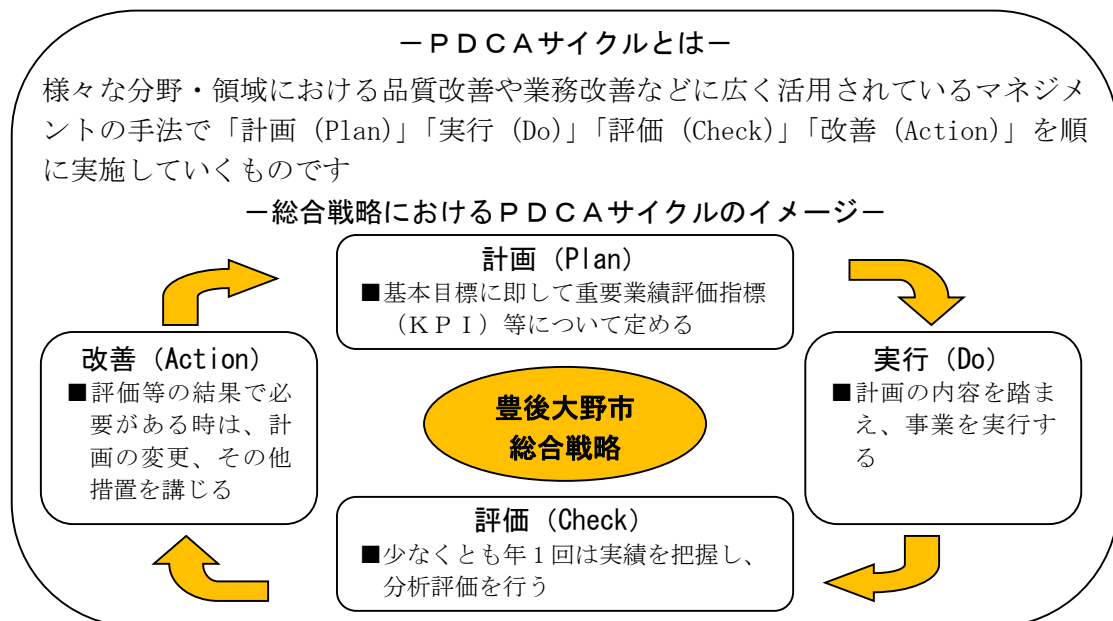 －ＰＤＣＡサイクルとは－
様々な分野・領域における品質改善や業務改善などに広く活用されているマネジメ
ントの手法で「計画（Plan）」「実行（Do）」「評価（Check）」「改善（Action）」を順
に実施していくものです
－総合戦略におけるＰＤＣＡサイクルのイメージ－
計画（Plan）
■基本目標に即して重要業績評価指標
（ＫＰＩ）等について定める
改善（Action）
■評価等の結果で必
要がある時は、計
画の変更、その他
措置を講じる
実行（Do）
■計画の内容を踏ま
え、事業を実行す
る
豊後大野市
総合戦略
評価（Check）
■少なくとも年１回は実績を把握し、
分析評価を行う